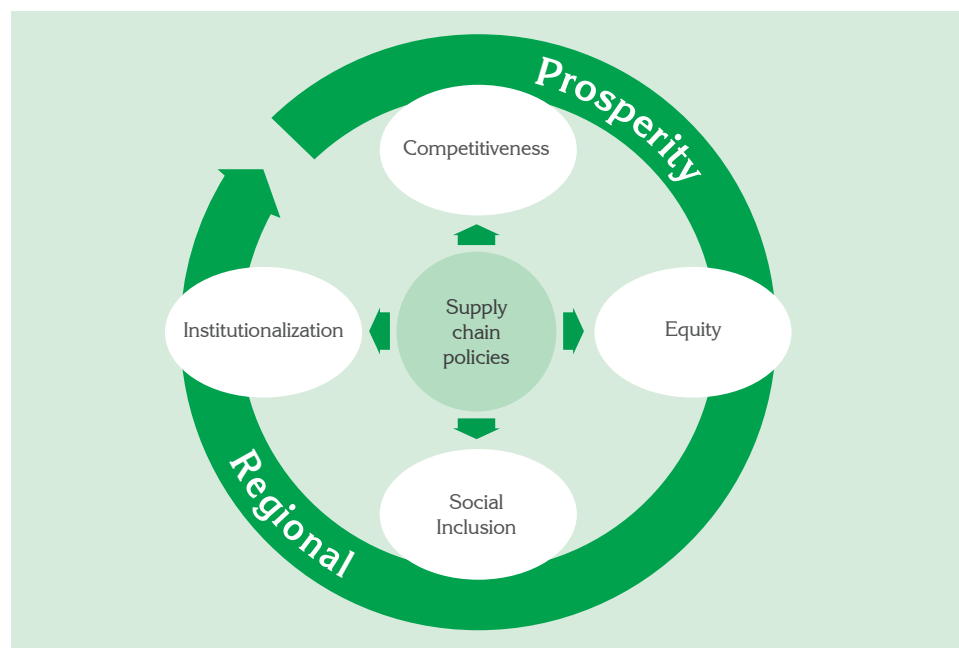 Prosperity
Competitiveness
Institutionalization
Supply
chain
policies
Equity
Social
Inclusion
Regional